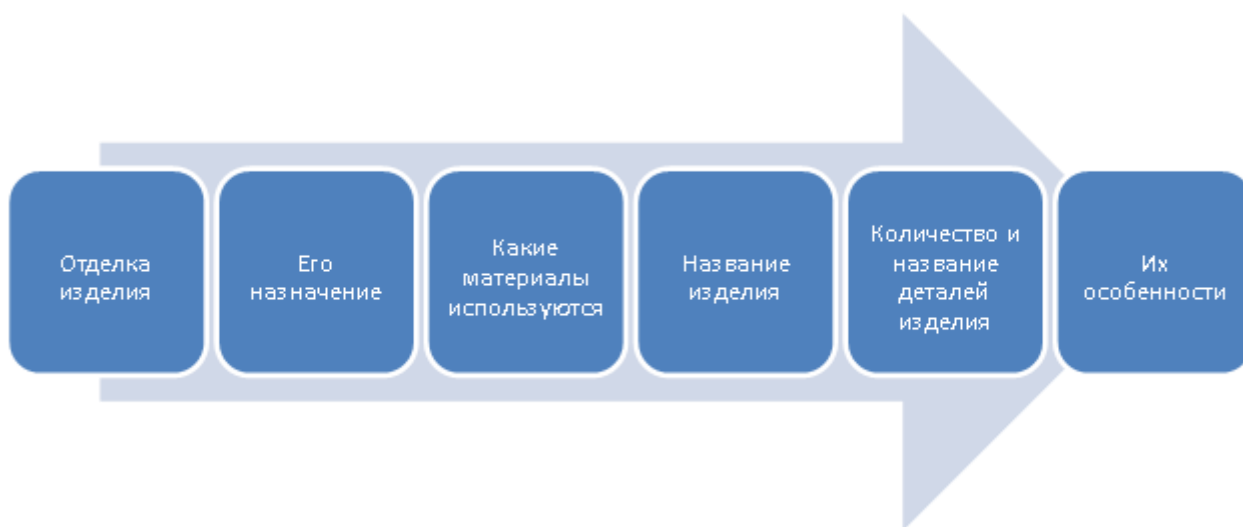 Отделка
изделия
Его
назначение
Какие
материалы
используются
Название
изделия
Количество и
название
деталей
изделия
Их
особенности